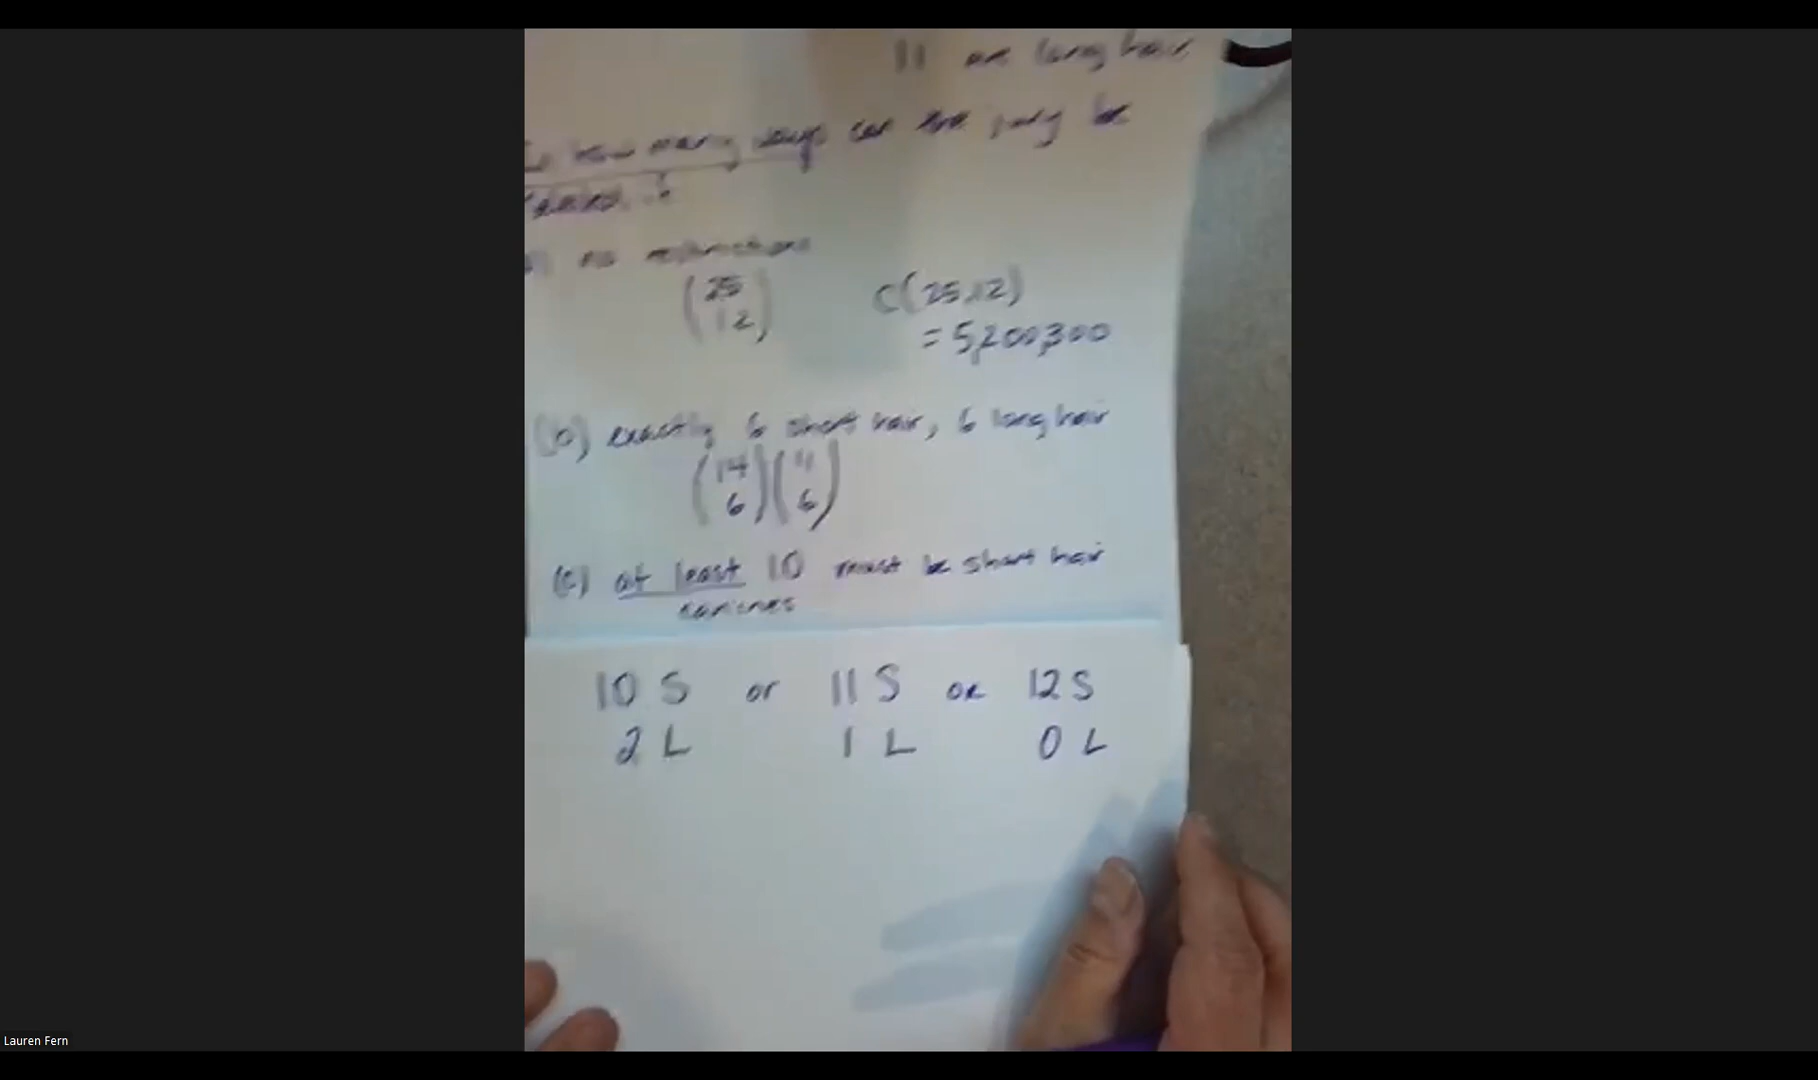 11 are long hair
In how many ways can the jury be
selected if
no restrictions
(25 12) C(25,12)
= 5,200,300
(b) exactly 6 short hair, 6 long hair
(14 6)(11 6)
(c) at least 10 must be short hair
canines
10 S or 11 S or 12 S
2 L 1 L 0 L
Lauren Fern